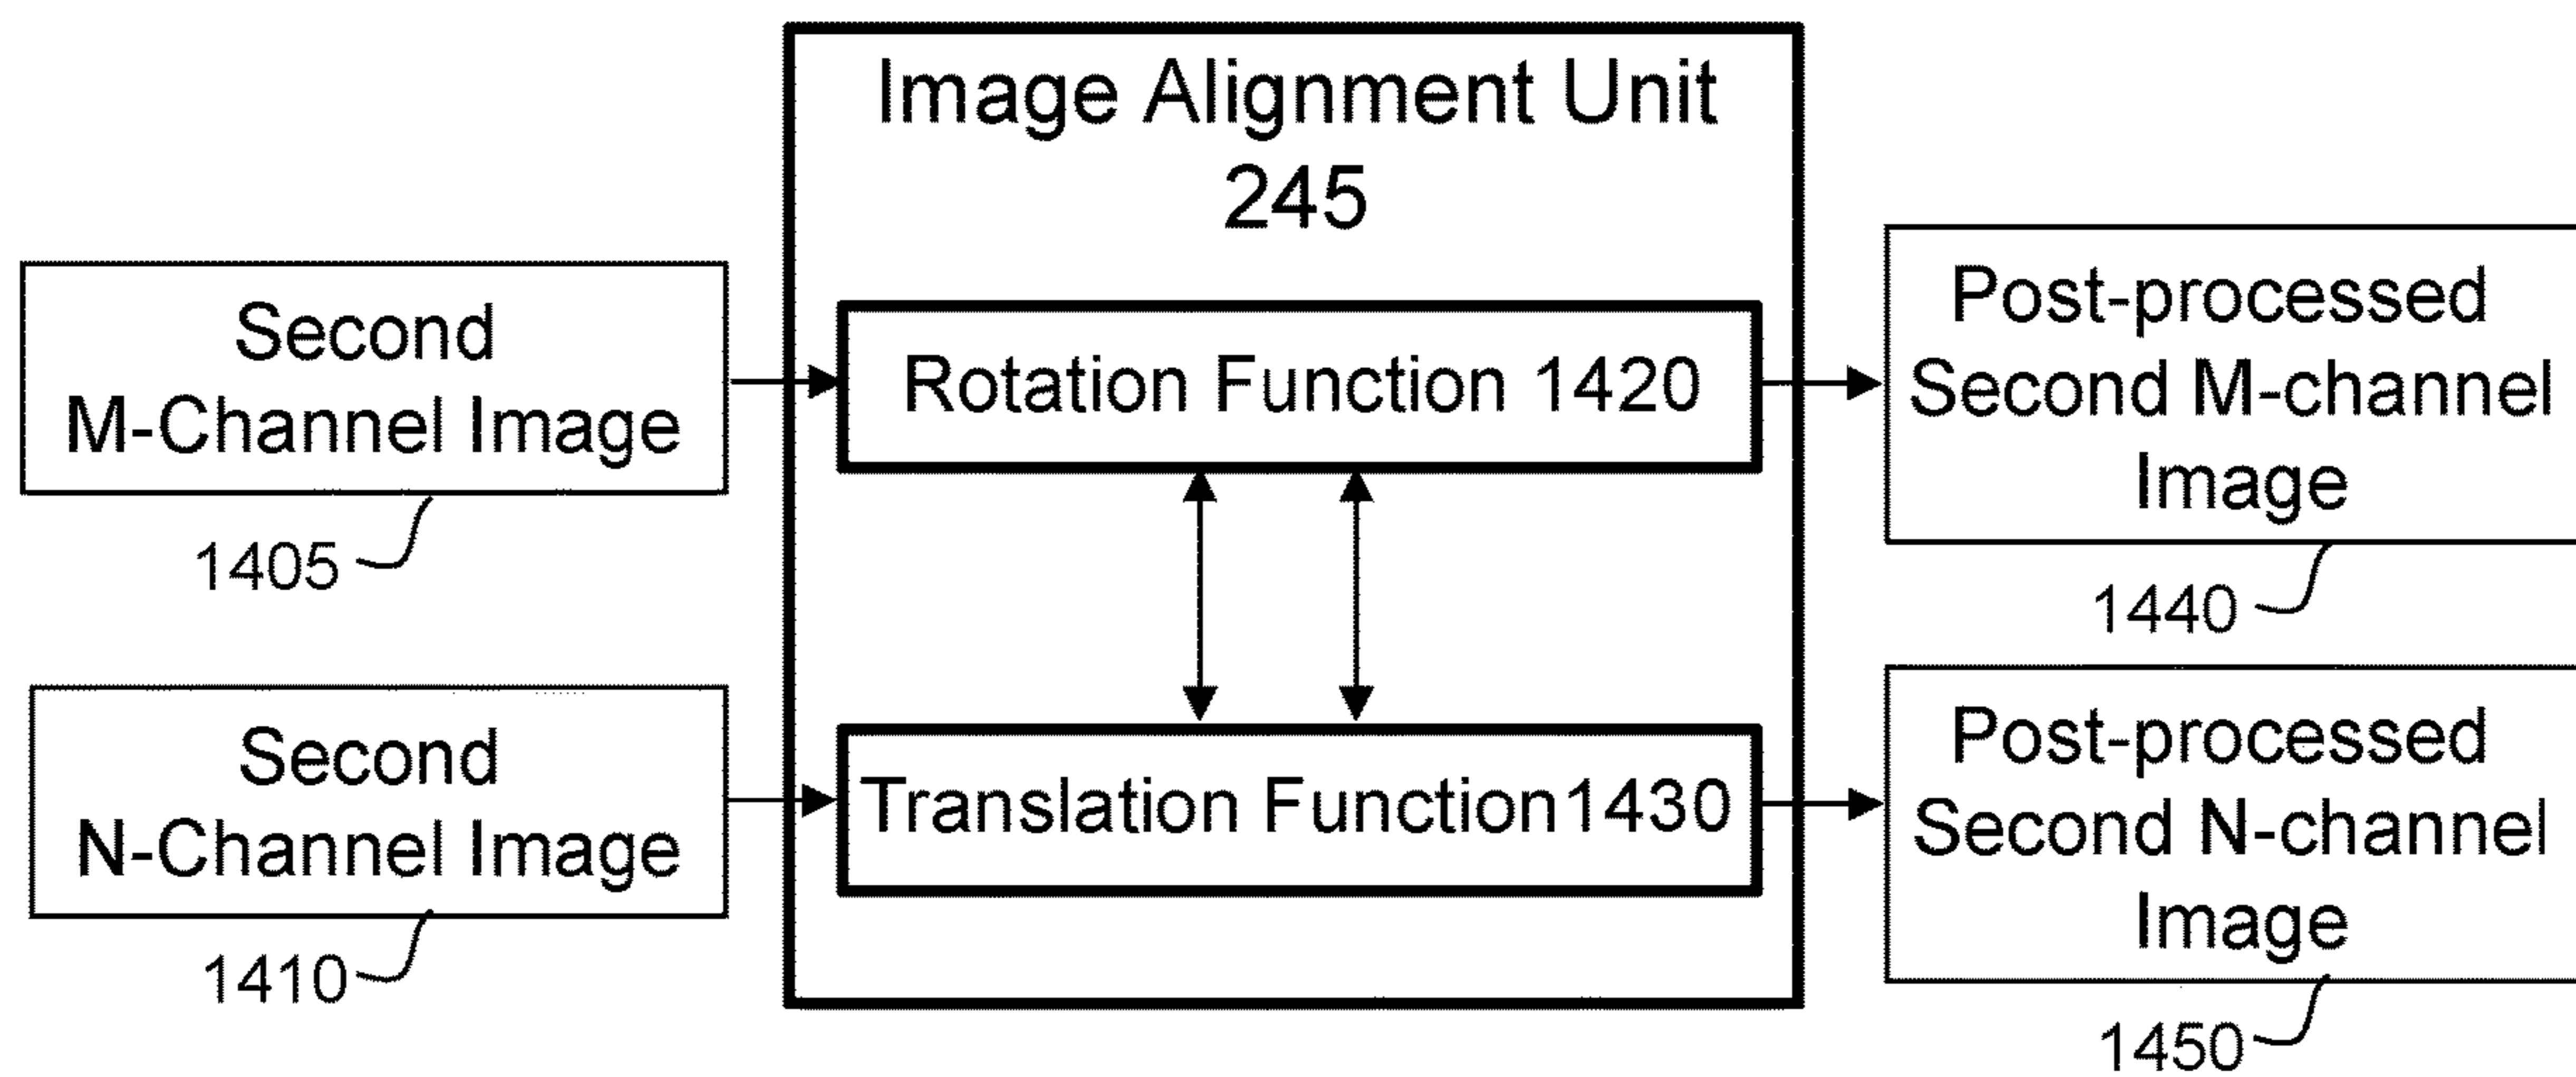 Image Alignment Unit
245
Second
M-Channel Image
1405
Rotation Function 1420
Post-processed
Second M-channel
Image
1440
Second
N-Channel Image
1410
Translation Function1430
Post-processed
Second N-channel
Image
1450